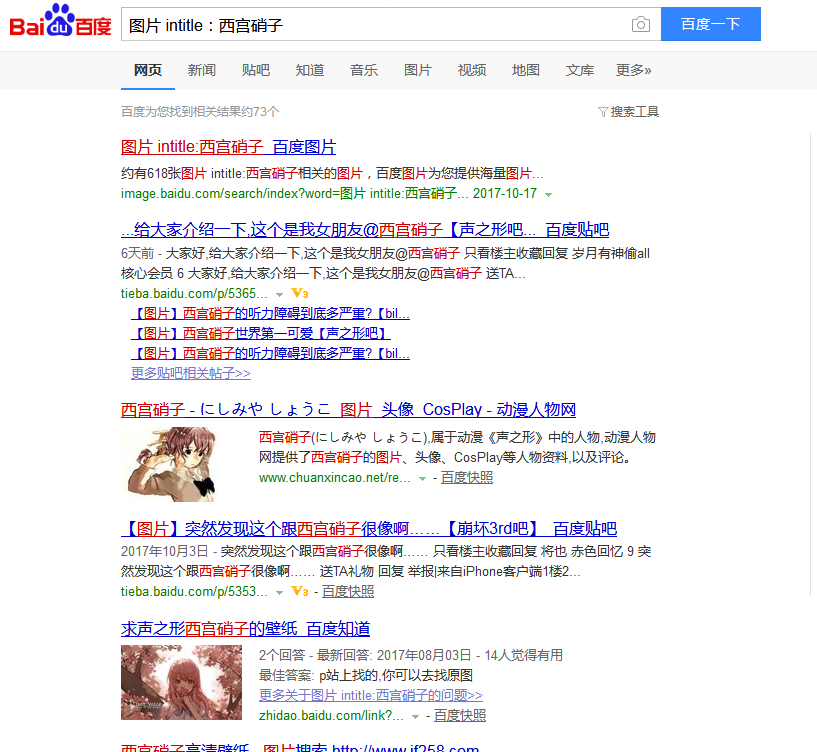 Bai du 百度 图片 intitle：西宫硝子 百度一下
网页 新闻 贴吧 知道 音乐 图片 视频 地图 文库 更多»
百度为您找到相关结果约73个 搜索工具
图片 intitle:西宫硝子_百度图片
约有618张图片 intitle:西宫硝子相关的图片，百度图片为您提供海量图片...
image.baidu.com/search/index?word=图片 intitle:西宫硝子... 2017-10-17
...给大家介绍一下,这个是我女朋友@西宫硝子【声之形吧..._百度贴吧
6天前 - 大家好,给大家介绍一下,这个是我女朋友@西宫硝子 只看楼主收藏回复 岁月有神偷all
核心会员 6 大家好,给大家介绍一下,这个是我女朋友@西宫硝子 送TA...
tieba.baidu.com/p/5365... V3
【图片】西宫硝子的听力障碍到底多严重?【bil...
【图片】西宫硝子世界第一可爱【声之形吧】
【图片】西宫硝子的听力障碍到底多严重?【bil...
更多贴吧相关帖子>>
西宫硝子 - にしみや しょうこ_图片_头像_CosPlay - 动漫人物网
西宫硝子(にしみや しょうこ),属于动漫《声之形》中的人物,动漫人物
网提供了西宫硝子的图片、头像、CosPlay等人物资料,以及评论。
www.chuanxincao.net/re... - 百度快照
【图片】突然发现这个跟西宫硝子很像啊……【崩坏3rd吧】_百度贴吧
2017年10月3日 - 突然发现这个跟西宫硝子很像啊…… 只看楼主收藏回复 将也 赤色回忆 9 突
然发现这个跟西宫硝子很像啊…… 送TA礼物 回复 举报|来自iPhone客户端1楼2...
tieba.baidu.com/p/5353... V3 - 百度快照
求声之形西宫硝子的壁纸_百度知道
2个回答 - 最新回答: 2017年08月03日 - 14人觉得有用
最佳答案: p站上找的,你可以去找原图
更多关于图片 intitle:西宫硝子的问题>>
zhidao.baidu.com/link?... - 百度快照
西宫硝子高清壁纸 - 图片搜索 http://www.if258.com